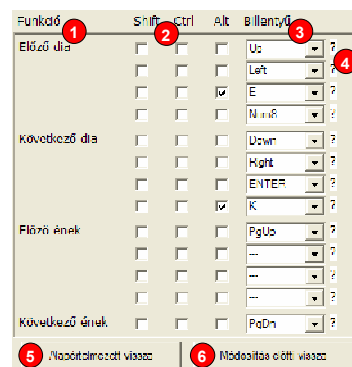 Funkció 1 Shift 2 Ctrl Alt Billentyű 3
Előző dia Up ?
4
Left ?
E ?
Num8 ?
Következő dia Down ?
Right ?
ENTER ?
K ?
Előző ének PgUp ?
--- ?
--- ?
--- ?
Következő ének PgDn ?
5 Alapértelmezett vissza 6 Módosítás előtti vissza